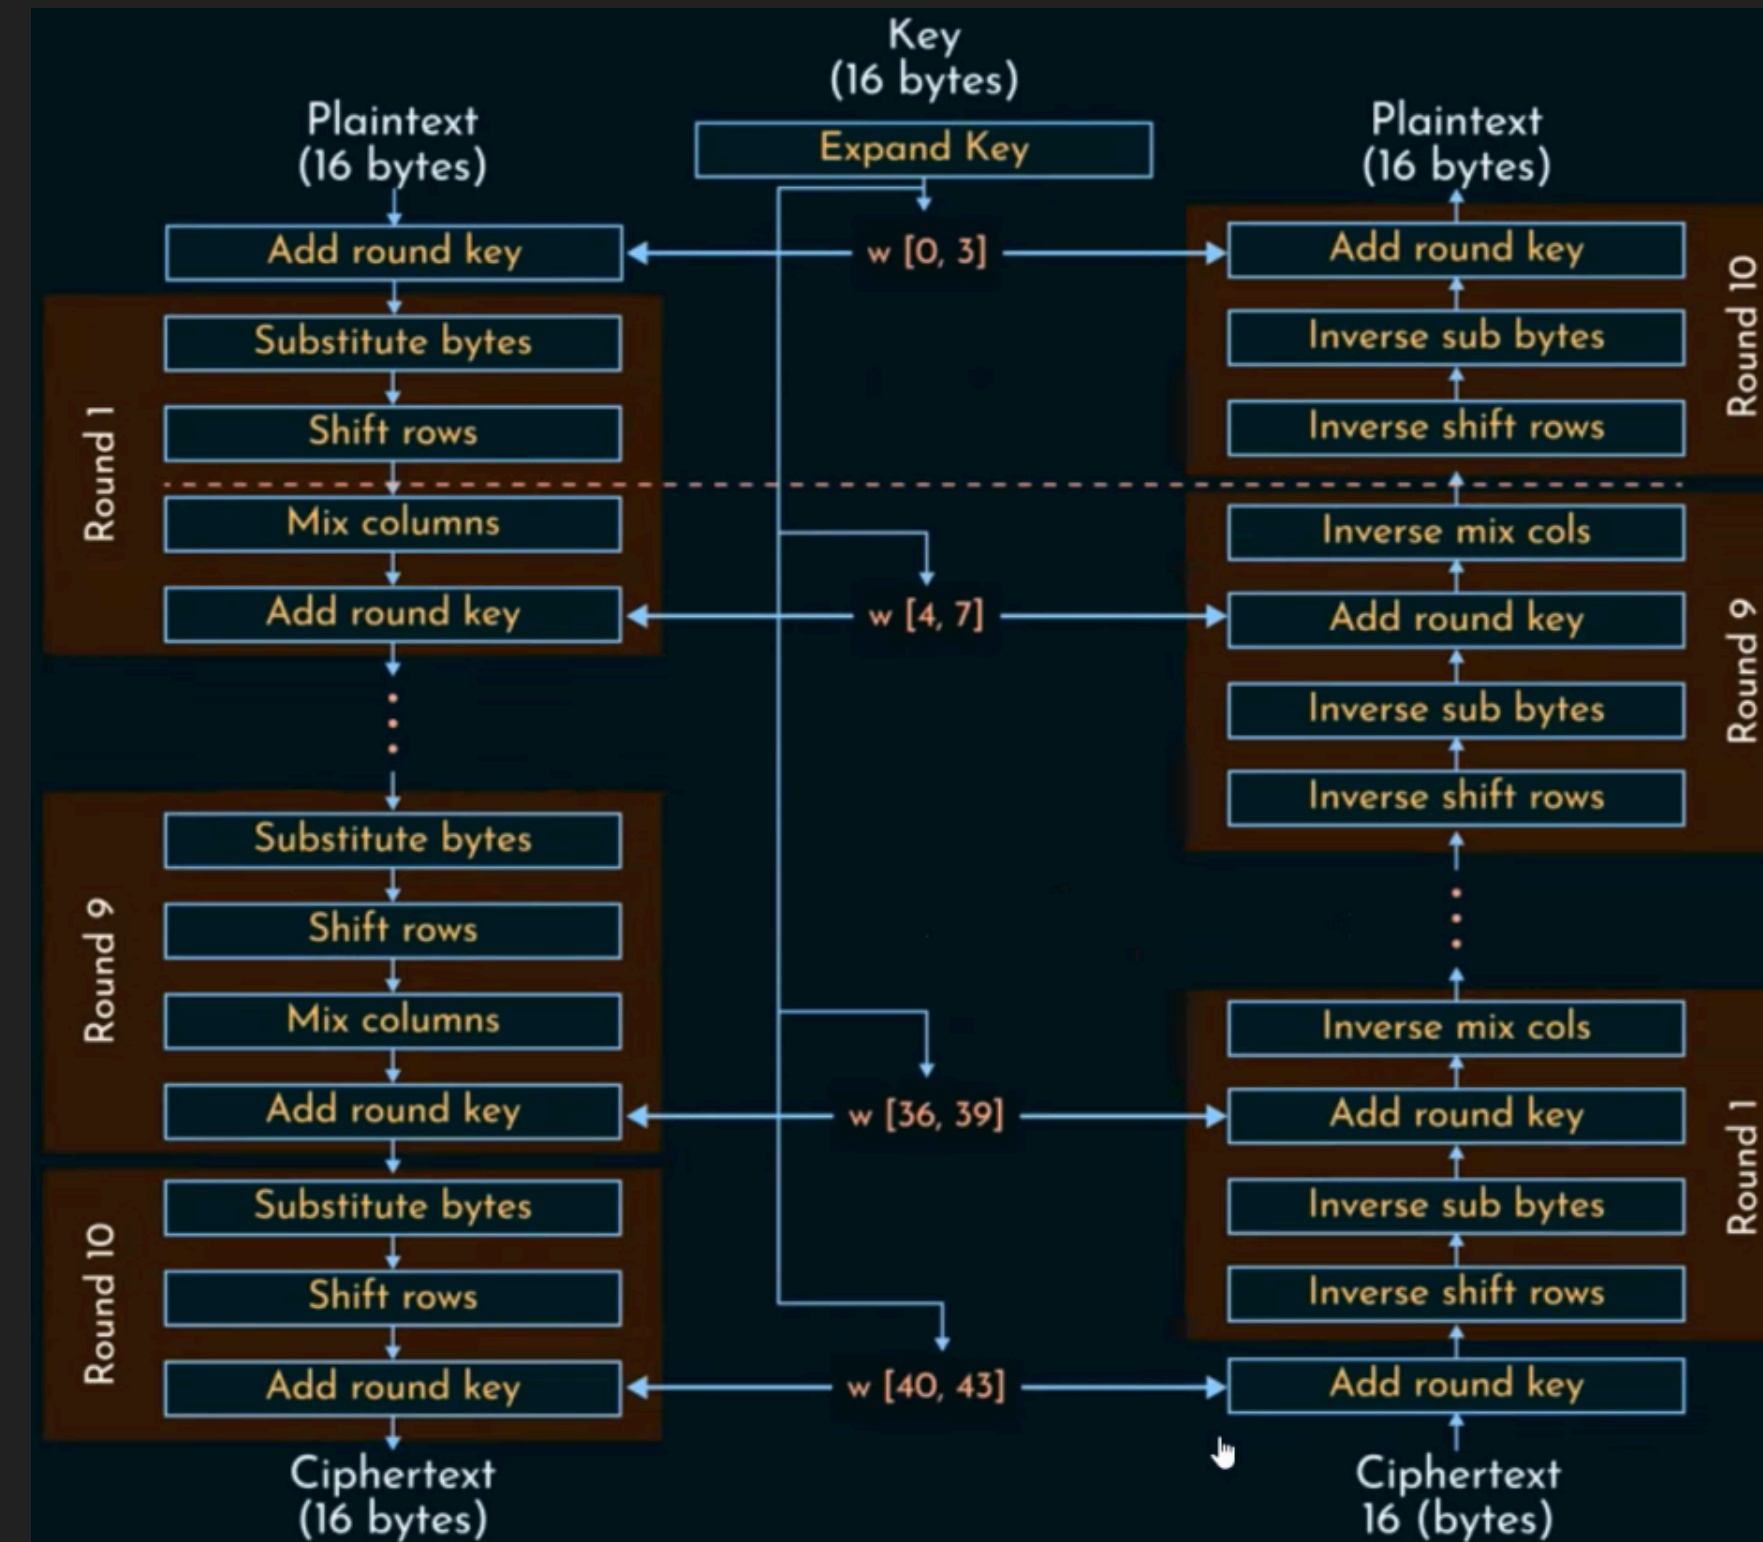 Key
(16 bytes)
Expand Key
Plaintext
(16 bytes)
Add round key
Round 1
Substitute bytes
Shift rows
Mix columns
Add round key
Round 9
Substitute bytes
Shift rows
Mix columns
Add round key
Round 10
Substitute bytes
Shift rows
Add round key
Ciphertext
(16 bytes)
w [0, 3]
w [4, 7]
w [36, 39]
w [40, 43]
Plaintext
(16 bytes)
Add round key
Inverse sub bytes
Inverse shift rows
Round 10
Inverse mix cols
Add round key
Inverse sub bytes
Inverse shift rows
Round 9
Inverse mix cols
Add round key
Inverse sub bytes
Inverse shift rows
Round 1
Add round key
Ciphertext
16 (bytes)